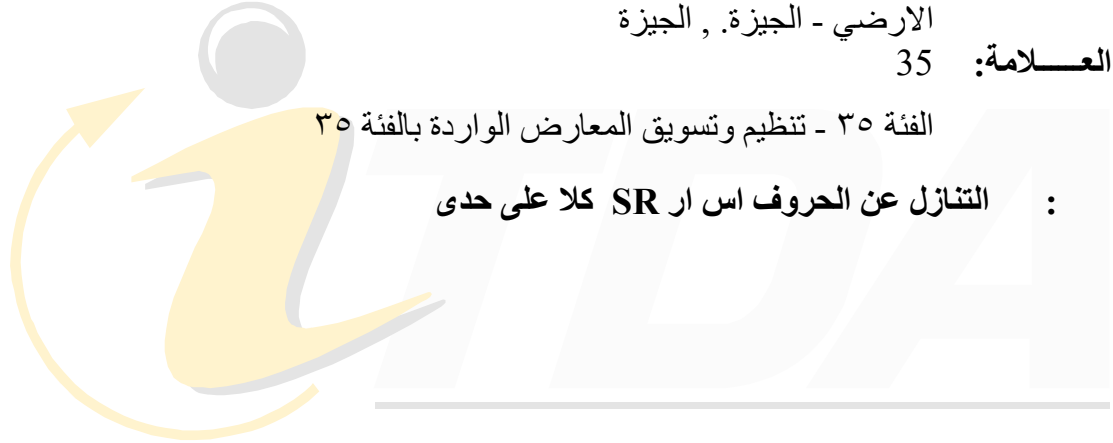 الارضي - الجيزة. , الجيزة
العـــــلامة: 35
الفئة ٣٥ - تنظيم وتسويق المعارض الواردة بالفئة ٣٥
: التنازل عن الحروف اس ار SR كلا على حدى
iTDA